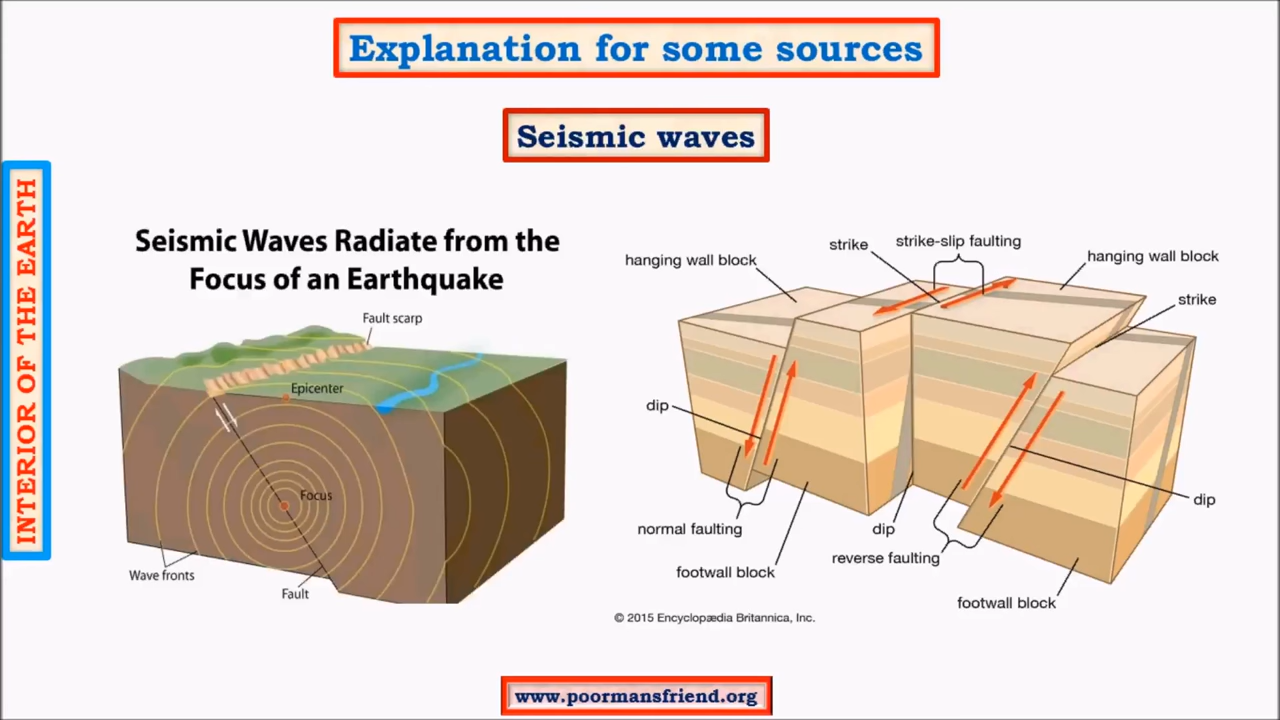 Explanation for some sources
Seismic waves
INTERIOR OF THE EARTH
Seismic Waves Radiate from the
Focus of an Earthquake
Fault scarp
Epicenter
Focus
Wave fronts
Fault
strike
strike-slip faulting
hanging wall block
hanging wall block
strike
dip
dip
normal faulting
dip
reverse faulting
footwall block
footwall block
© 2015 Encyclopædia Britannica, Inc.
www.poormansfriend.org